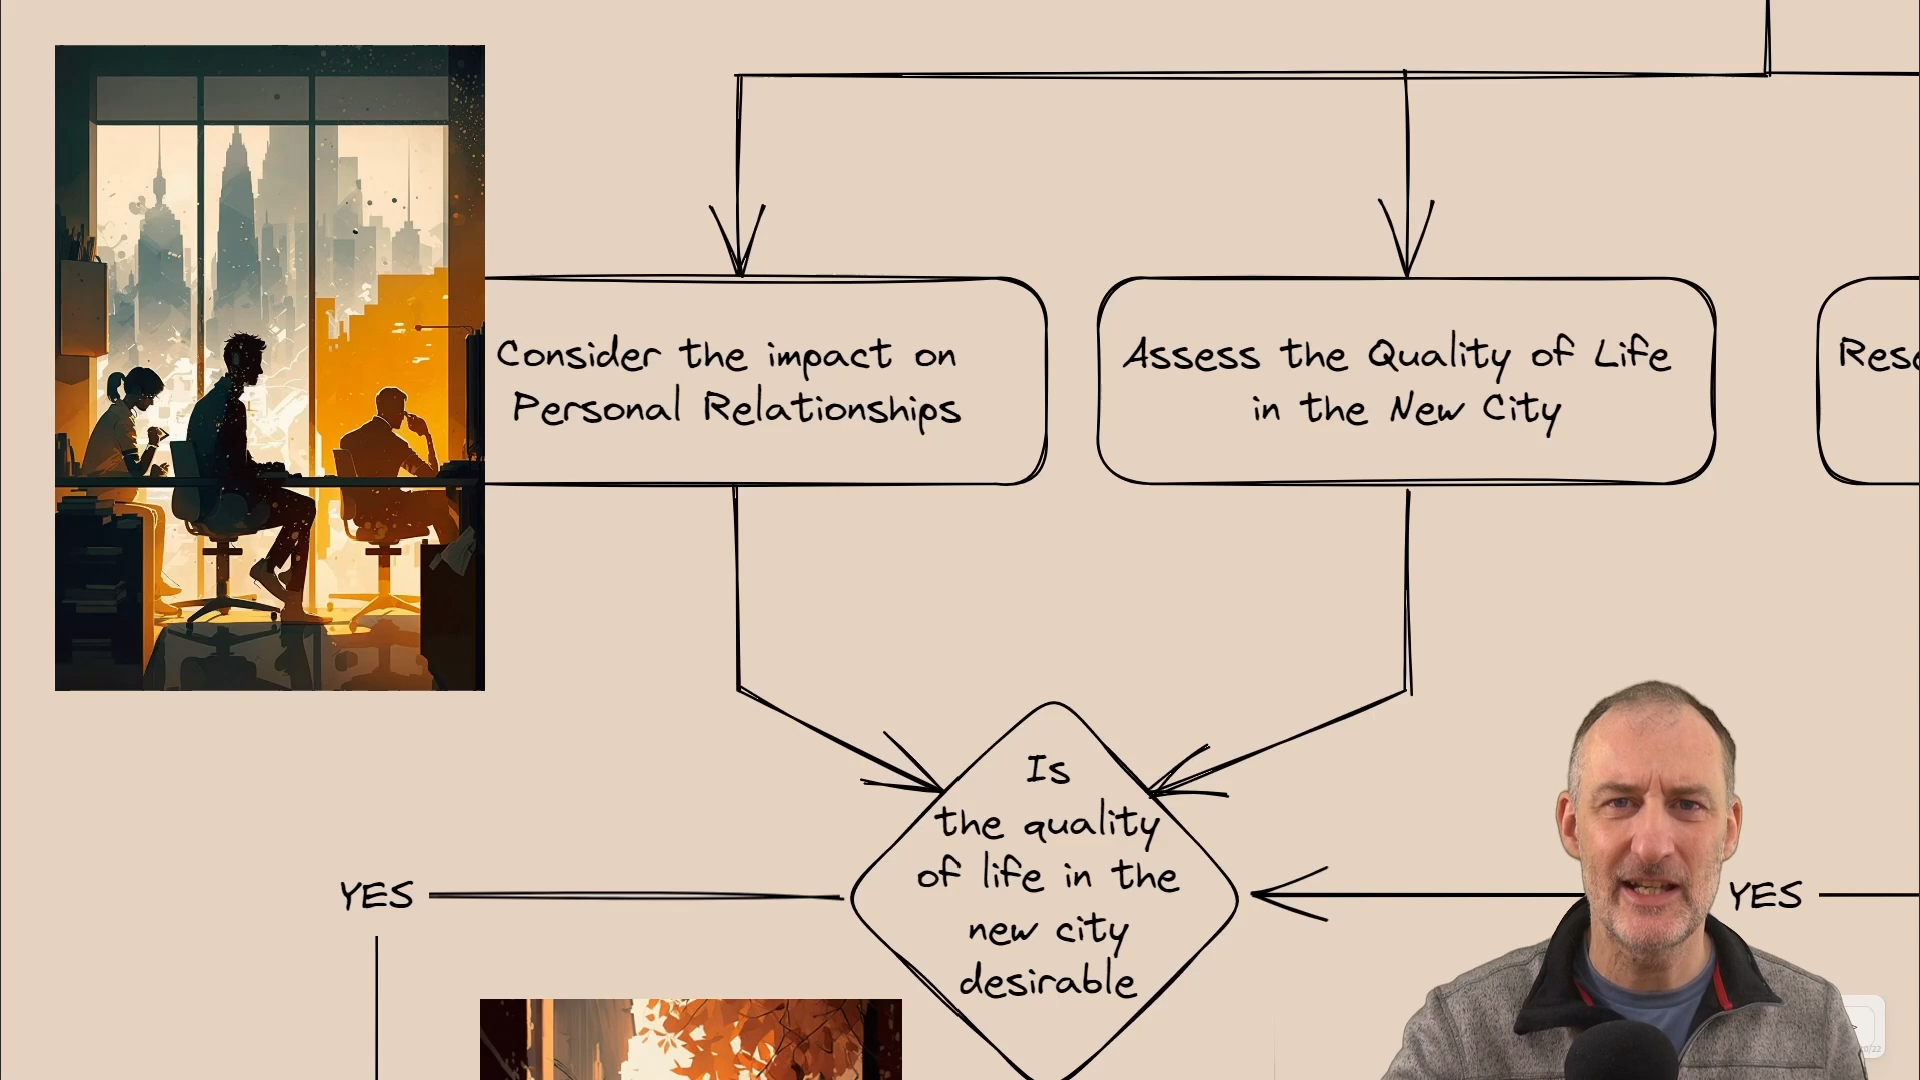 Consider the impact on
Personal Relationships
Assess the Quality of Life
in the New City
Is
the quality
of life in the
new city
desirable
YES
YES